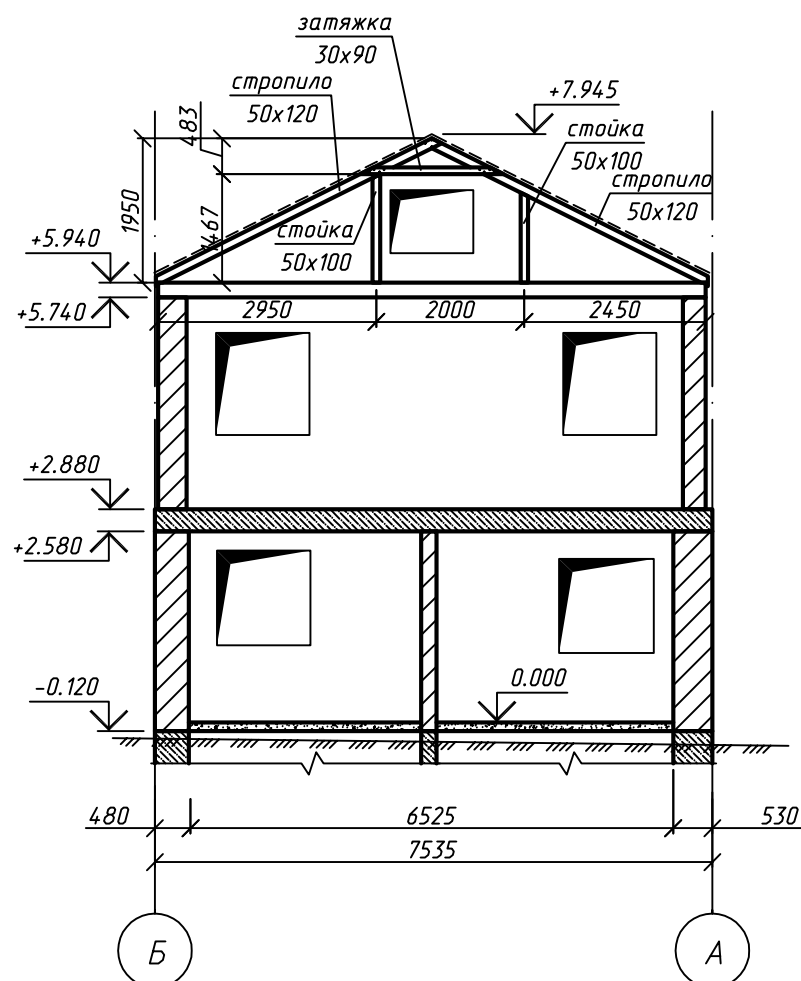 затяжка
30х90
стропило
50х120
+7.945
483
стойка
50х100
стропило
50х120
1950
1467
стойка
50х100
+5.940
+5.740
2950
2000
2450
+2.880
+2.580
-0.120
0.000
480
6525
530
7535
Б
А